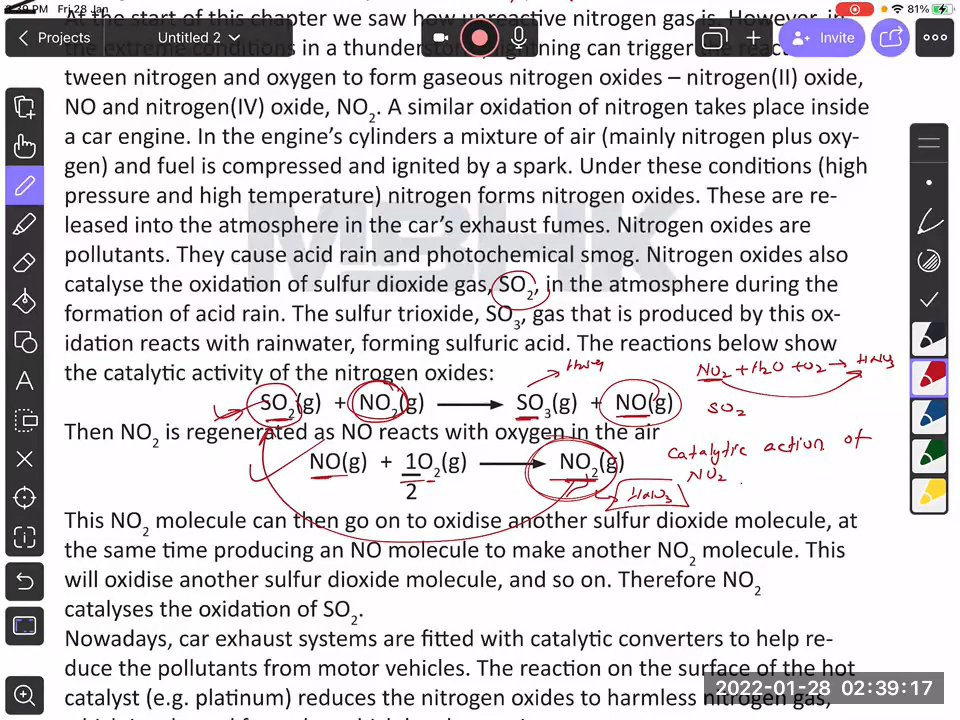 2:39 PM Fri 28 Jan 81%
At the start of this chapter we saw how unreactive nitrogen gas is. However, in
Projects Untitled 2 Invite
the extreme conditions in a thunderstorm, lightning can trigger the
tween nitrogen and oxygen to form gaseous nitrogen oxides – nitrogen(II) oxide,
NO and nitrogen(IV) oxide, NO₂. A similar oxidation of nitrogen takes place inside
a car engine. In the engine's cylinders a mixture of air (mainly nitrogen plus oxy-
gen) and fuel is compressed and ignited by a spark. Under these conditions (high
pressure and high temperature) nitrogen forms nitrogen oxides. These are re-
leased into the atmosphere in the car's exhaust fumes. Nitrogen oxides are
MBHK
pollutants. They cause acid rain and photochemical smog. Nitrogen oxides also
catalyse the oxidation of sulfur dioxide gas, SO₂, in the atmosphere during the
formation of acid rain. The sulfur trioxide, SO₃, gas that is produced by this ox-
idation reacts with rainwater, forming sulfuric acid. The reactions below show
the catalytic activity of the nitrogen oxides:
NO₂ + H₂O + O₂ → HNO₃
SO₂(g) + NO₂(g) ⟶ SO₃(g) + NO(g)
SO₂
Then NO₂ is regenerated as NO reacts with oxygen in the air
Catalytic action of
NO₂
NO(g) + 1/2O₂(g) ⟶ NO₂(g)
HNO₃
This NO₂ molecule can then go on to oxidise another sulfur dioxide molecule, at
the same time producing an NO molecule to make another NO₂ molecule. This
will oxidise another sulfur dioxide molecule, and so on. Therefore NO₂
catalyses the oxidation of SO₂.
Nowadays, car exhaust systems are fitted with catalytic converters to help re-
duce the pollutants from motor vehicles. The reaction on the surface of the hot
catalyst (e.g. platinum) reduces the nitrogen oxides to harmless nitrogen gas,
2022-01-28 02:39:17